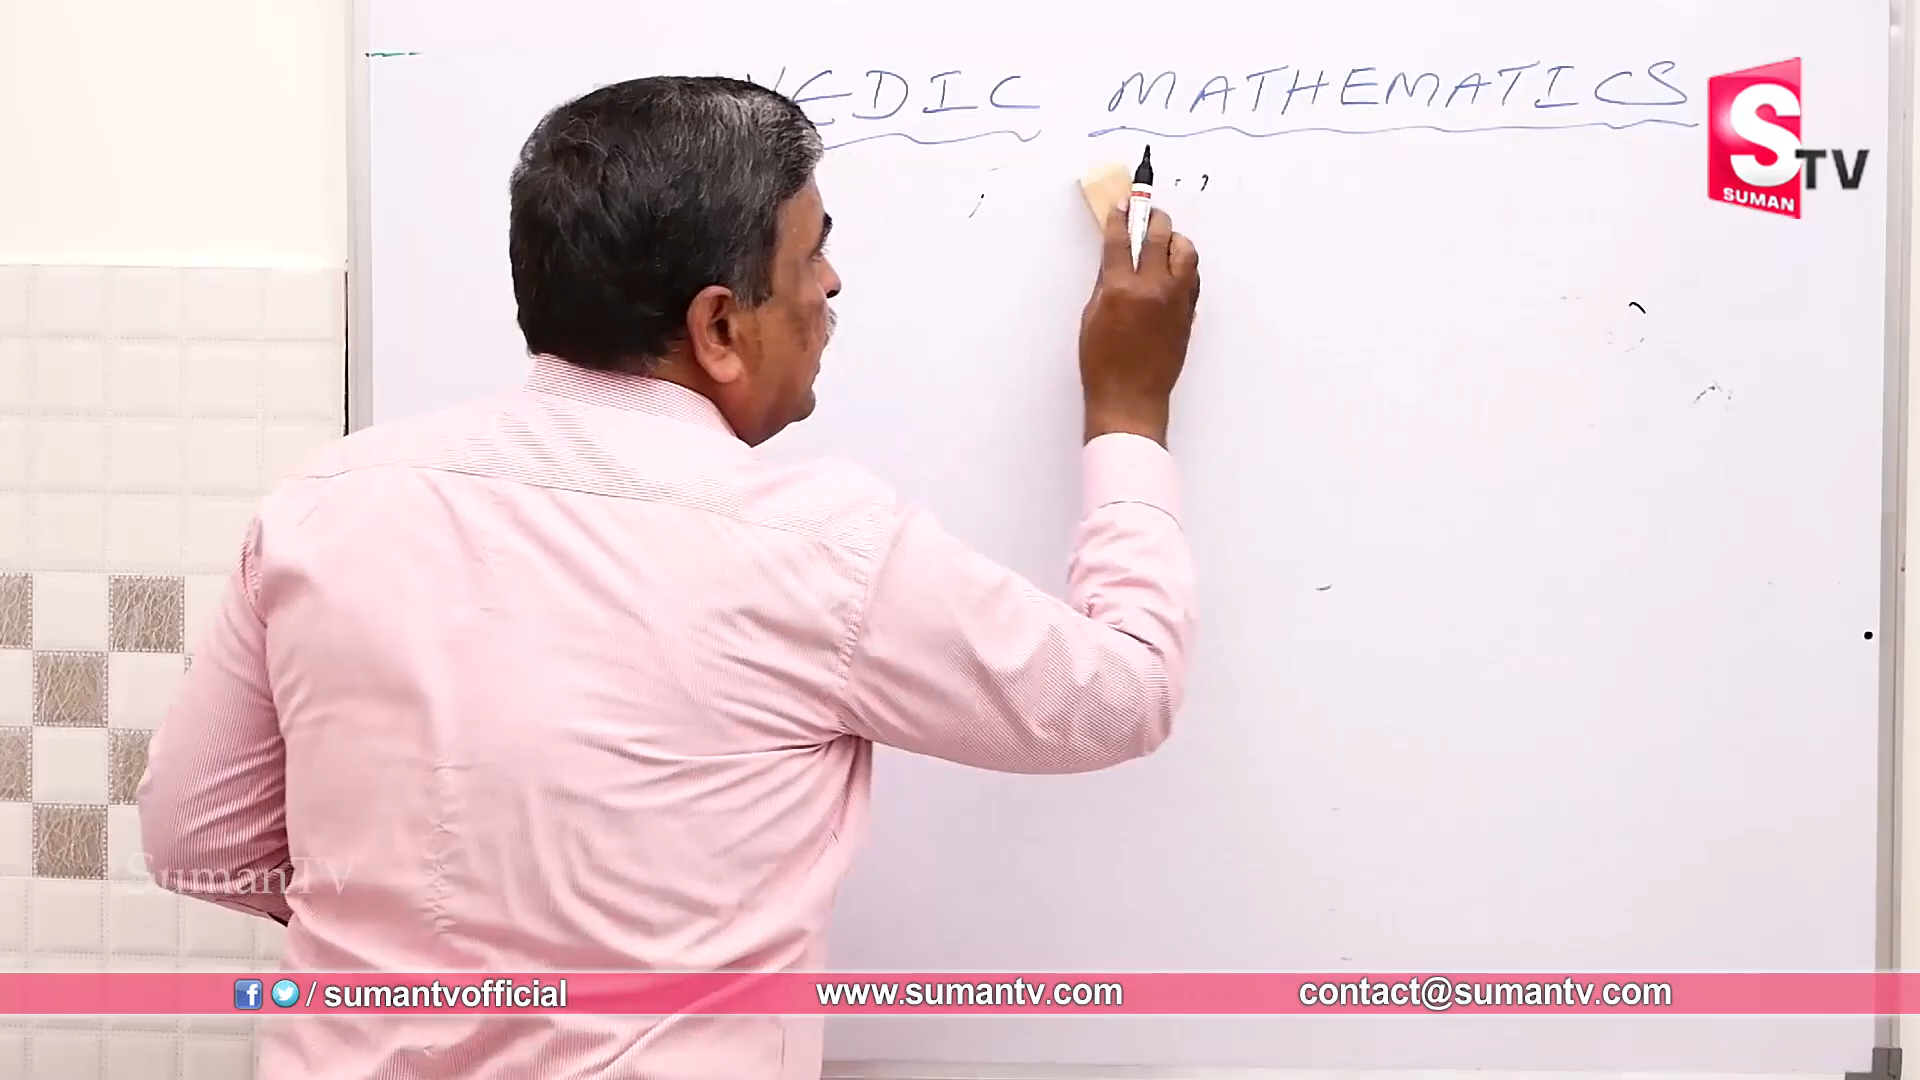 VEDIC MATHEMATICS
S
TV
SUMAN
SumanTV
/ sumantvofficial
www.sumantv.com
contact@sumantv.com